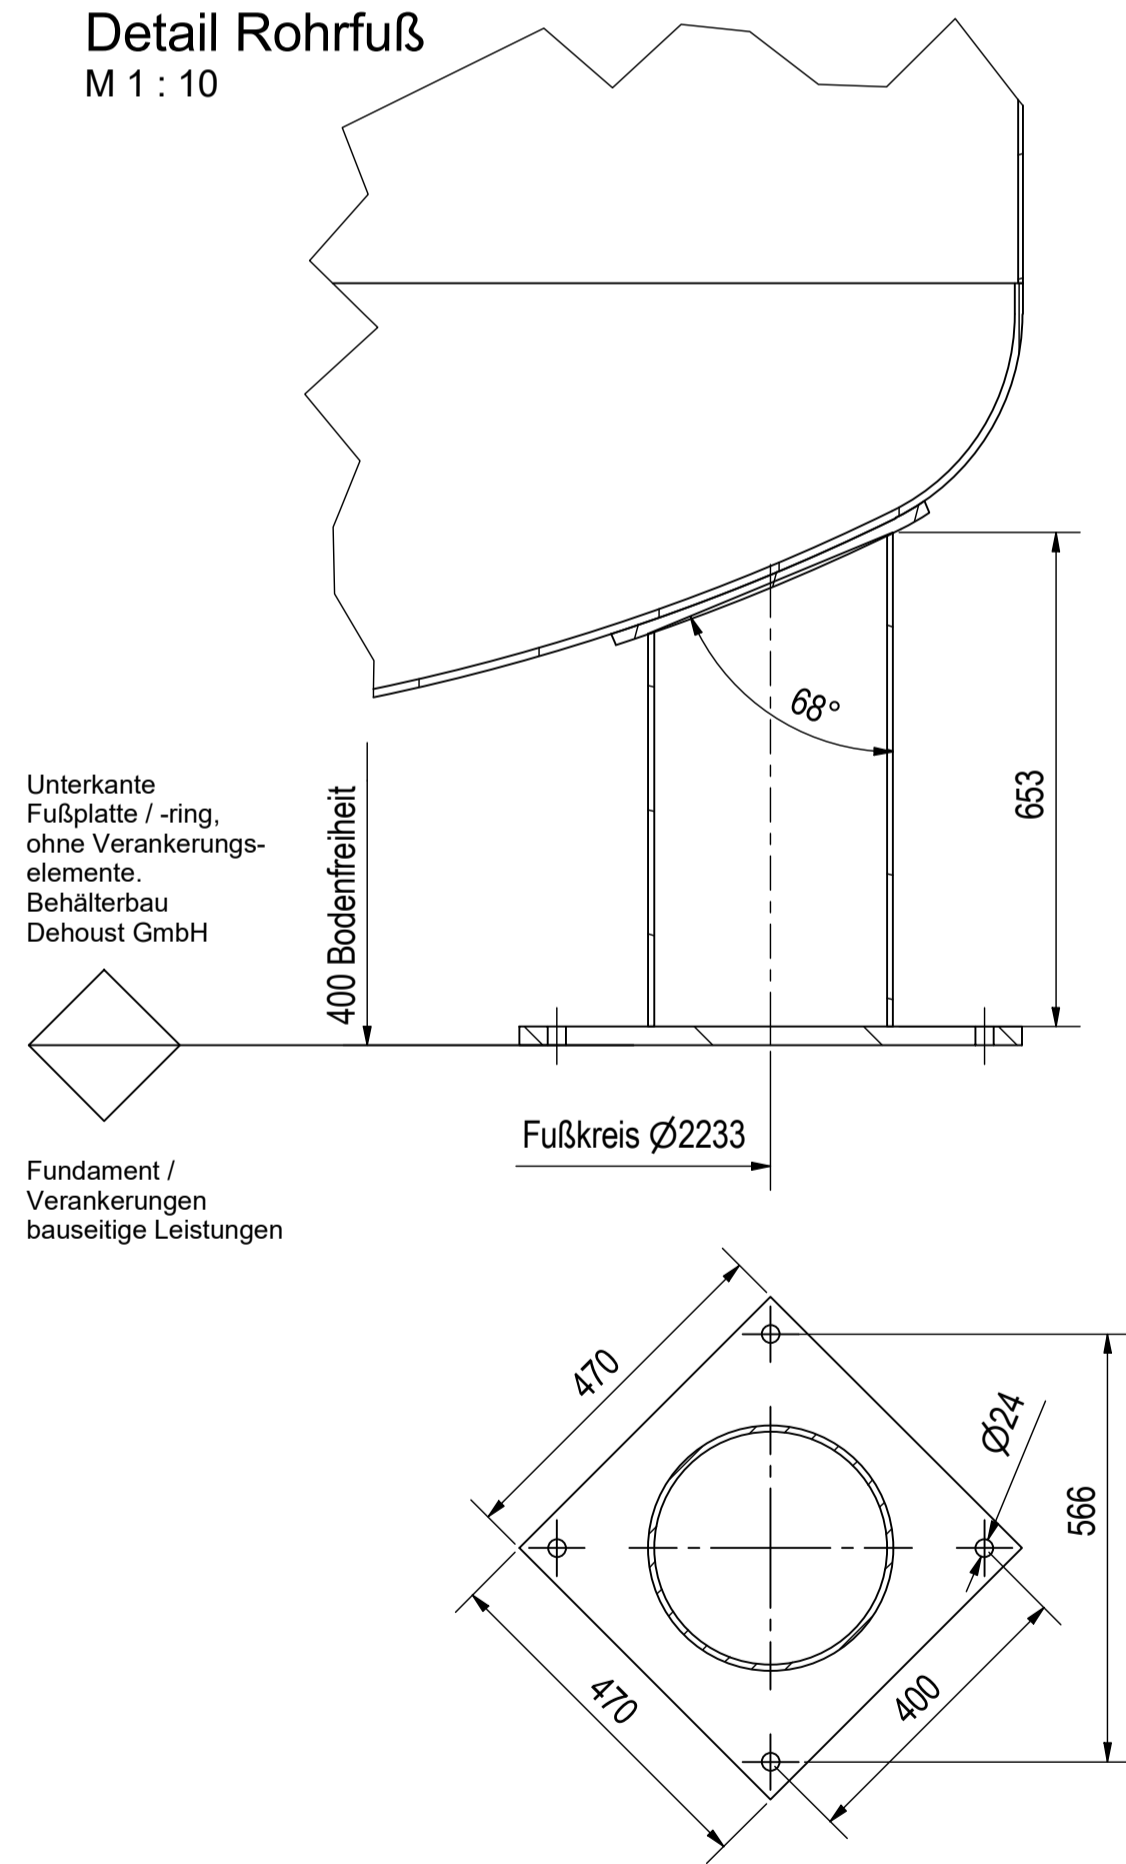 Detail Rohrfuß
M 1 : 10
68°
653
Unterkante
Fußplatte / -ring,
ohne Verankerungs-
elemente.
Behälterbau
Dehoust GmbH
400 Bodenfreiheit
Fußkreis Ø2233
Fundament /
Verankerungen
bauseitige Leistungen
470
Ø24
566
470
400